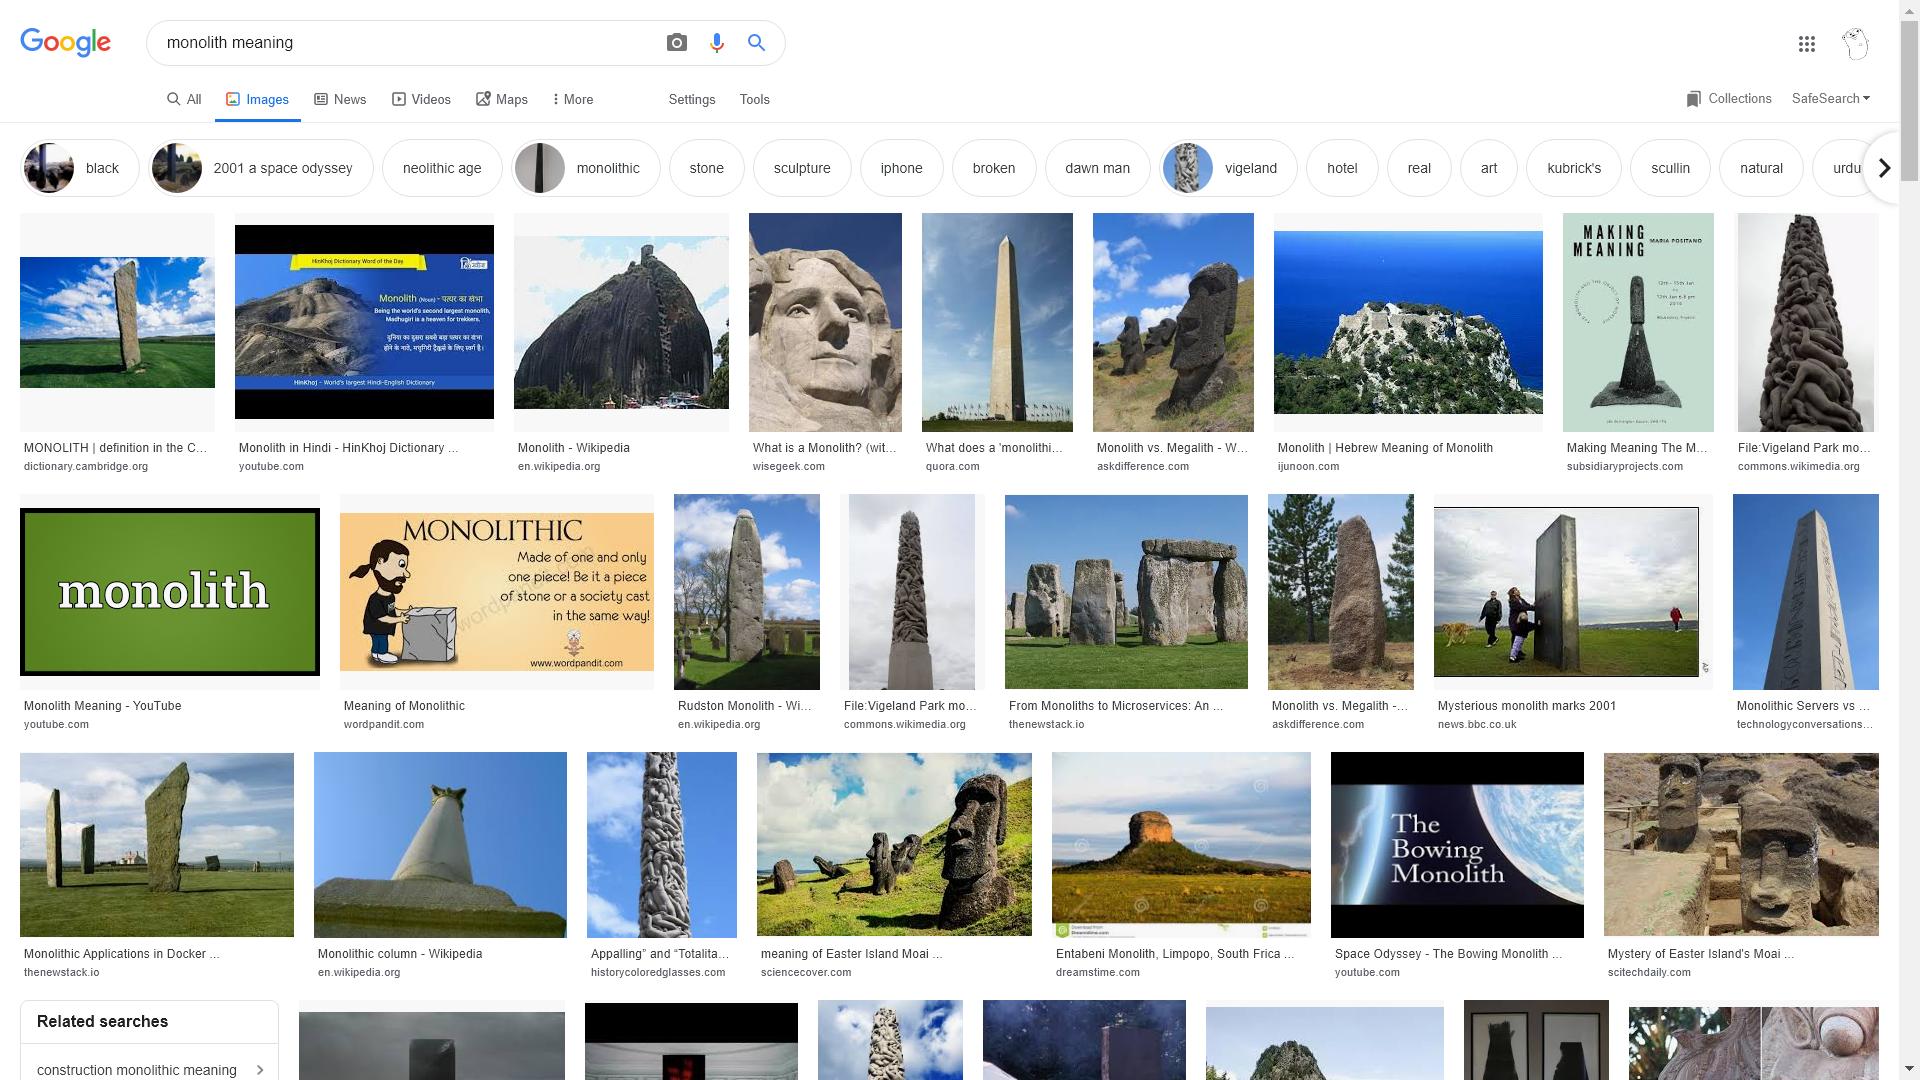 Google
monolith meaning
All
Images
News
Videos
Maps
More
Settings
Tools
Collections
SafeSearch
black
2001 a space odyssey
neolithic age
monolithic
stone
sculpture
iphone
broken
dawn man
vigeland
hotel
real
art
kubrick's
scullin
natural
urdu
HinKhoj Dictionary Word of the Day
Monolith (Noun) - पत्थर का खंभा
Being the world's second largest monolith,
Madhugiri is a heaven for trekkers.
HinKhoj - World's largest Hindi-English Dictionary
MAKING
MEANING
MARIA POSITANO
MONOLITH | definition in the C...
dictionary.cambridge.org
Monolith in Hindi - HinKhoj Dictionary ...
youtube.com
Monolith - Wikipedia
en.wikipedia.org
What is a Monolith? (wit...
wisegeek.com
What does a 'monolithi...
quora.com
Monolith vs. Megalith - W...
askdifference.com
Monolith | Hebrew Meaning of Monolith
ijunoon.com
Making Meaning The M...
subsidiaryprojects.com
File:Vigeland Park mo...
commons.wikimedia.org
monolith
MONOLITHIC
Made of one and only
one piece! Be it a piece
of stone or a society cast
in the same way!
www.wordpandit.com
AP
Monolith Meaning - YouTube
youtube.com
Meaning of Monolithic
wordpandit.com
Rudston Monolith - Wi...
en.wikipedia.org
File:Vigeland Park mo...
commons.wikimedia.org
From Monoliths to Microservices: An ...
thenewstack.io
Monolith vs. Megalith -...
askdifference.com
Mysterious monolith marks 2001
news.bbc.co.uk
Monolithic Servers vs ...
technologyconversations...
The
Bowing
Monolith
Monolithic Applications in Docker ...
thenewstack.io
Monolithic column - Wikipedia
en.wikipedia.org
Appalling” and “Totalita...
historycoloredglasses.com
meaning of Easter Island Moai ...
sciencecover.com
Entabeni Monolith, Limpopo, South Frica ...
dreamstime.com
Space Odyssey - The Bowing Monolith ...
youtube.com
Mystery of Easter Island's Moai ...
scitechdaily.com
Related searches
construction monolithic meaning